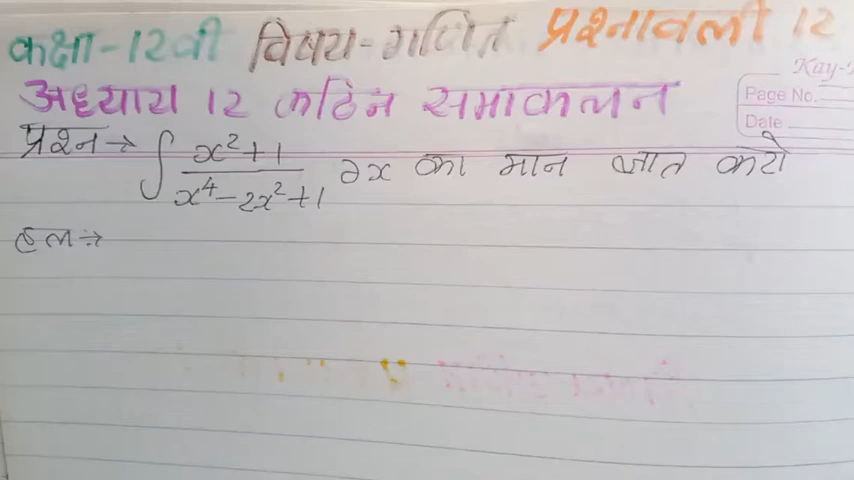 कक्षा-12वी विषय-गणित प्रश्नावली 12
अध्याय 12 कठिन समाकलन
Kay-
Page No.
Date
प्रश्न→ ∫ x²+1 / x⁴-2x²+1 ∂x का मान ज्ञात करो
हल÷